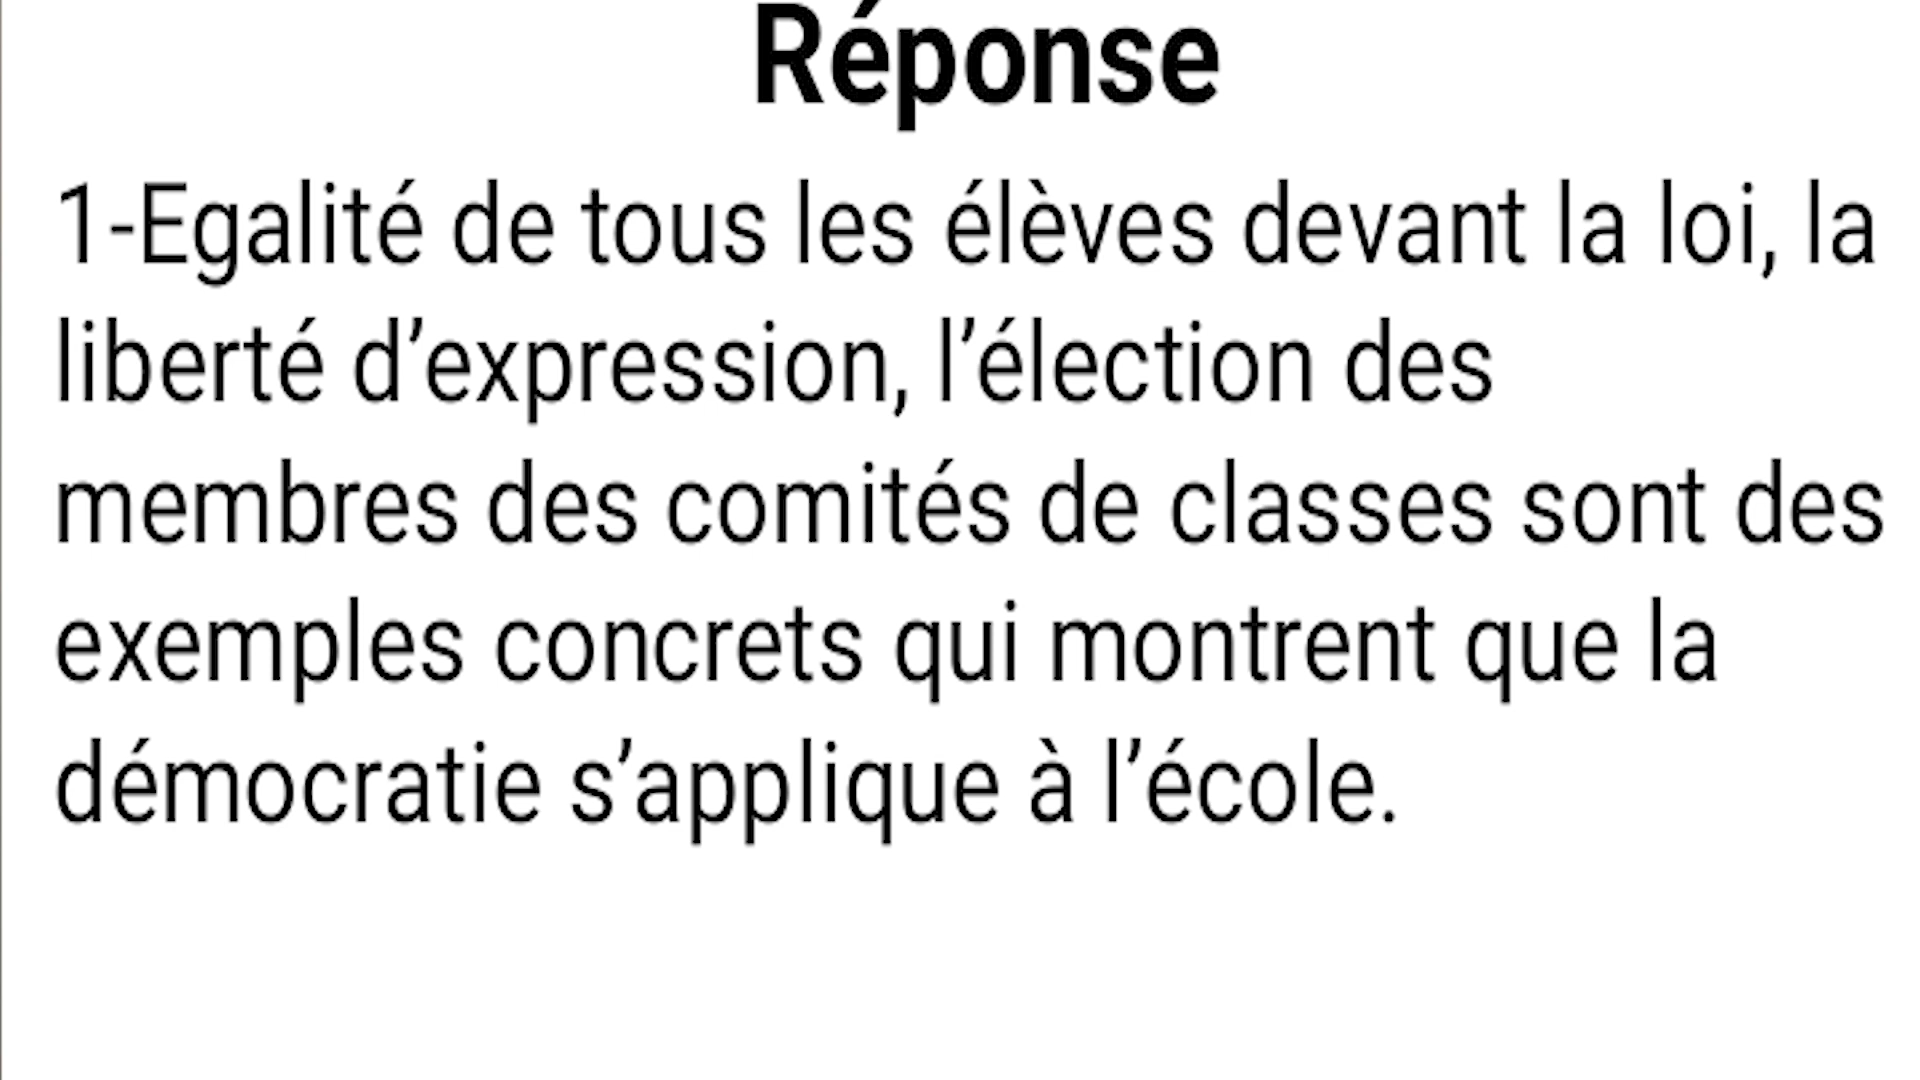 Réponse
1-Egalité de tous les élèves devant la loi, la
liberté d’expression, l’élection des
membres des comités de classes sont des
exemples concrets qui montrent que la
démocratie s’applique à l’école.